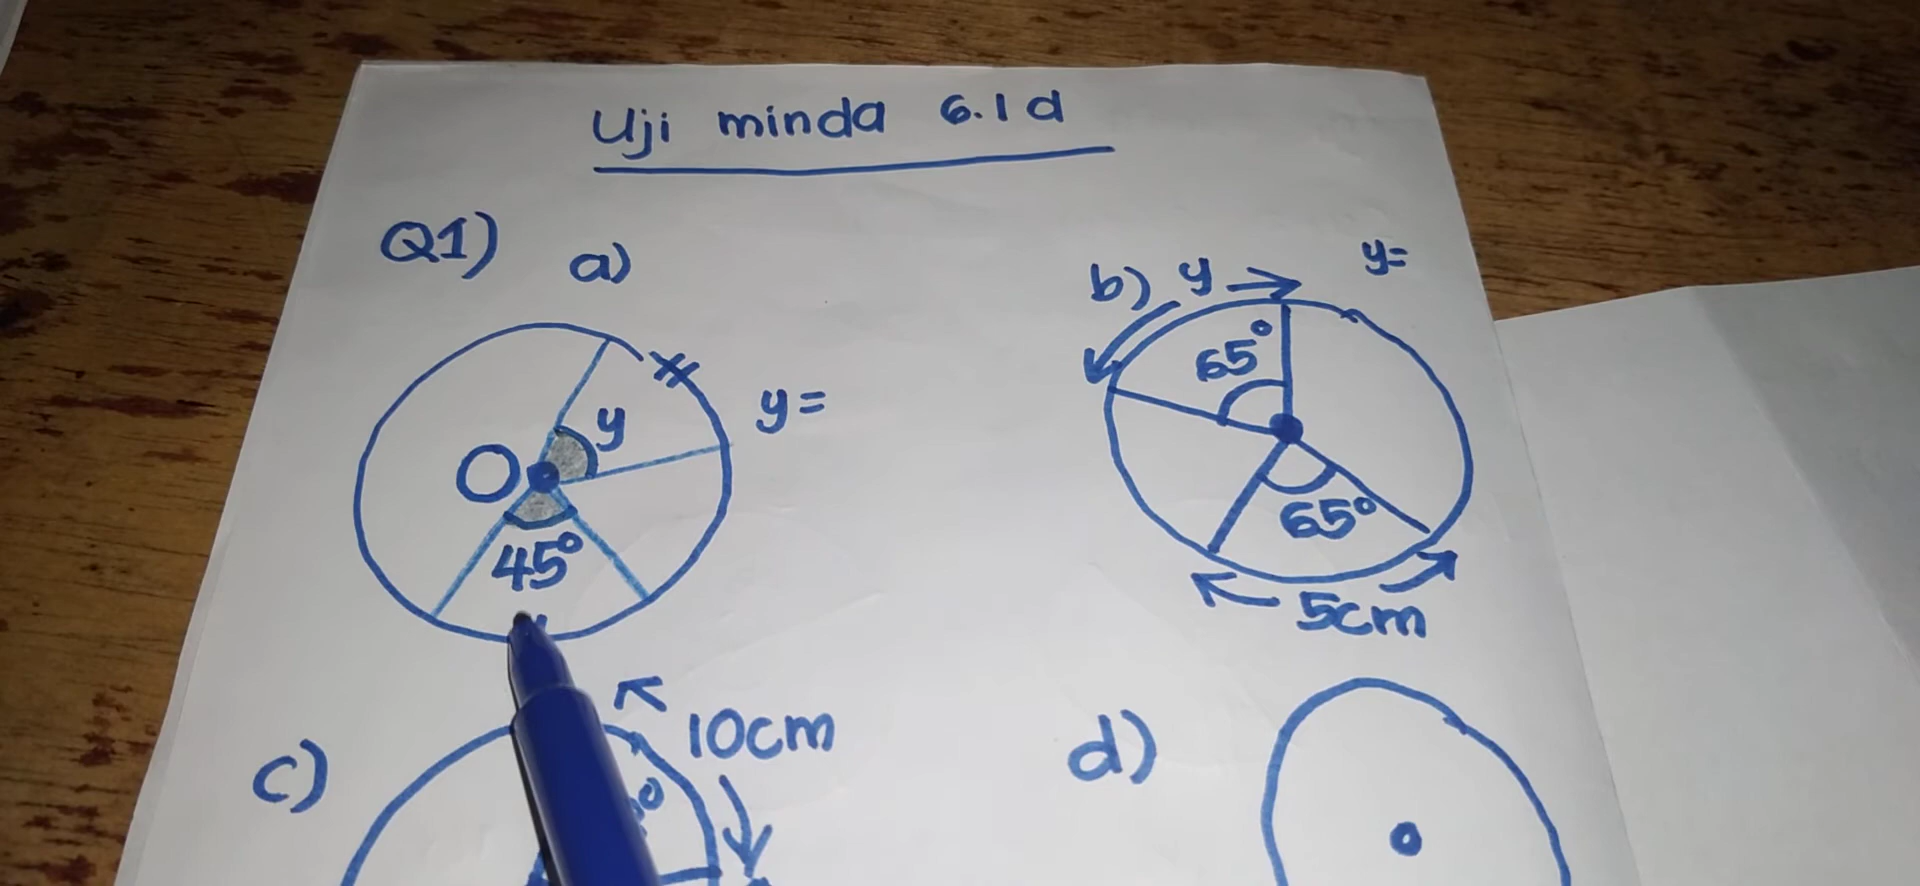 Uji minda 6.1d
Q1) a)
y
y=
O
45°
b) y
y=
65°
65°
5cm
c)
10cm
d)